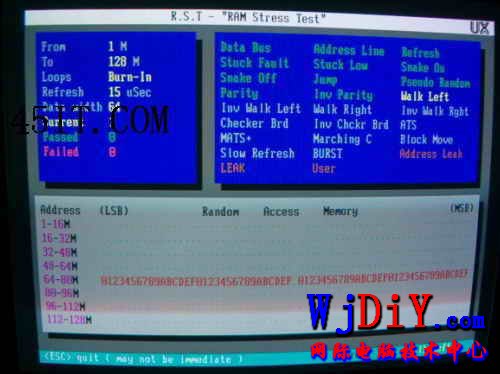 R.S.T - "RAM Stress Test"
UX
From 1 M
To 128 M
Loops Burn-In
Refresh 15 uSec
Data Width 64
Current
Passed 0
Failed 0
Data Bus Address Line Refresh
Stuck Fault Stuck Low Snake On
Snake Off Jump Pseudo Random
Parity Inv Parity Walk Left
Inv Walk Left Walk Right Inv Walk Rght
Checker Brd Inv Chckr Brd ATS
MATS+ Marching C Block Move
Slow Refresh BURST Address Leak
LEAK User
45IT.COM
Address (LSB) Random Access Memory (MSB)
1-16M
16-32M
32-48M
48-64M
64-80M 0123456789ABCDEF0123456789ABCDEF 0123456789ABCDEF0123456789ABCDEF
80-96M
96-112M
112-128M
WjDiY.com
网际电脑技术中心
<ESC> quit ( may not be immediate )